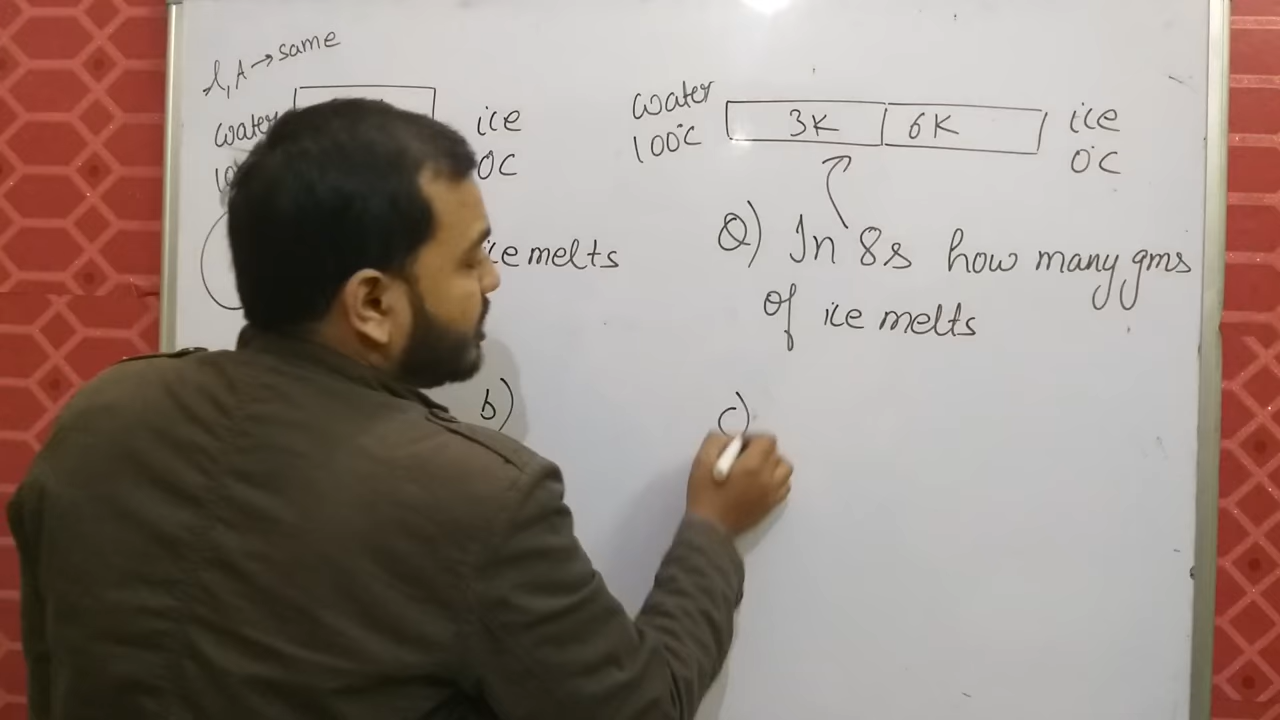 l, A → same
water
ice
0°C
ice melts
b)
water
100°C
3K
6K
ice
0°C
Q) In 8s how many gms
of ice melts
c)